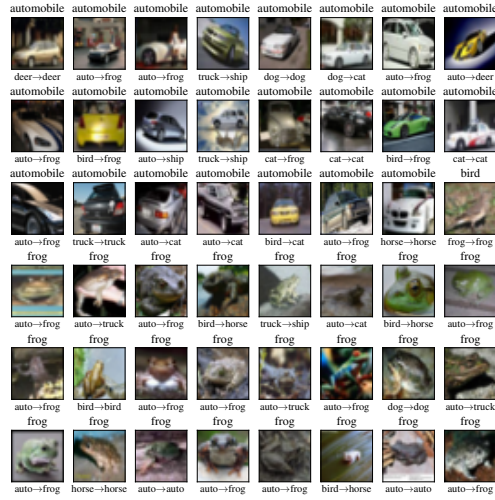 automobile automobile automobile automobile automobile automobile automobile automobile
deer→deer auto→frog auto→frog truck→ship dog→dog dog→cat auto→frog auto→deer
automobile automobile automobile automobile automobile automobile automobile automobile
auto→frog bird→frog auto→ship truck→ship cat→frog cat→cat bird→frog cat→cat
automobile automobile automobile automobile automobile automobile automobile bird
auto→frog truck→truck auto→cat auto→cat bird→cat auto→frog horse→horse frog→frog
frog frog frog frog frog frog frog frog
auto→frog auto→truck auto→frog bird→horse truck→ship auto→cat bird→horse auto→frog
frog frog frog frog frog frog frog frog
auto→frog bird→bird auto→frog auto→frog auto→truck auto→frog dog→dog auto→truck
frog frog frog frog frog frog frog frog
auto→frog horse→horse auto→auto auto→frog auto→frog bird→horse auto→auto auto→frog